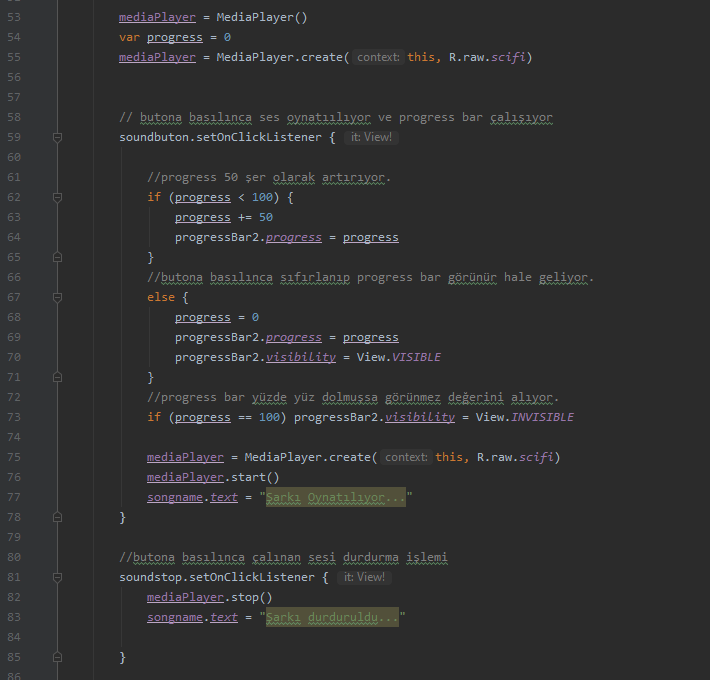 53 mediaPlayer = MediaPlayer()
54 var progress = 0
55 mediaPlayer = MediaPlayer.create( context: this, R.raw.scifi)
56
57
58 // butona basılınca ses oynatıılıyor ve progress bar çalışıyor
59 soundbuton.setOnClickListener { it: View!
60
61 //progress 50 şer olarak artırıyor.
62 if (progress < 100) {
63 progress += 50
64 progressBar2.progress = progress
65 }
66 //butona basılınca sıfırlanıp progress bar görünür hale geliyor.
67 else {
68 progress = 0
69 progressBar2.progress = progress
70 progressBar2.visibility = View.VISIBLE
71 }
72 //progress bar yüzde yüz dolmuşsa görünmez değerini alıyor.
73 if (progress == 100) progressBar2.visibility = View.INVISIBLE
74
75 mediaPlayer = MediaPlayer.create( context: this, R.raw.scifi)
76 mediaPlayer.start()
77 songname.text = "Şarkı Oynatılıyor..."
78 }
79
80 //butona basılınca çalınan sesi durdurma işlemi
81 soundstop.setOnClickListener { it: View!
82 mediaPlayer.stop()
83 songname.text = "Şarkı durduruldu..."
84
85 }
86